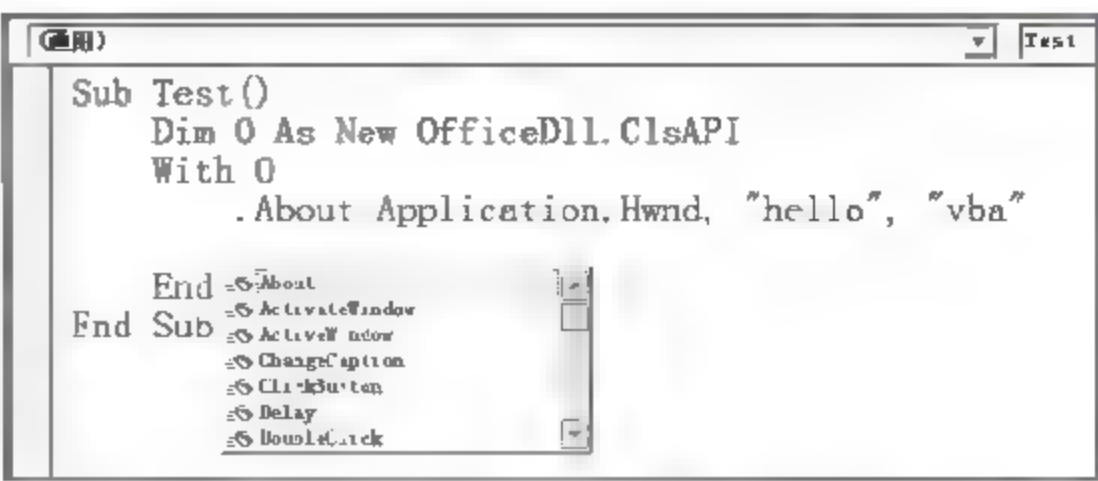 (通用)
Test
Sub Test()
Dim O As New OfficeDll.ClsAPI
With O
.About Application.Hwnd, "hello", "vba"
End
End Sub
About
ActivateWindow
ActiveWindow
ChangeCaption
ClickButton
Delay
DoubleClick